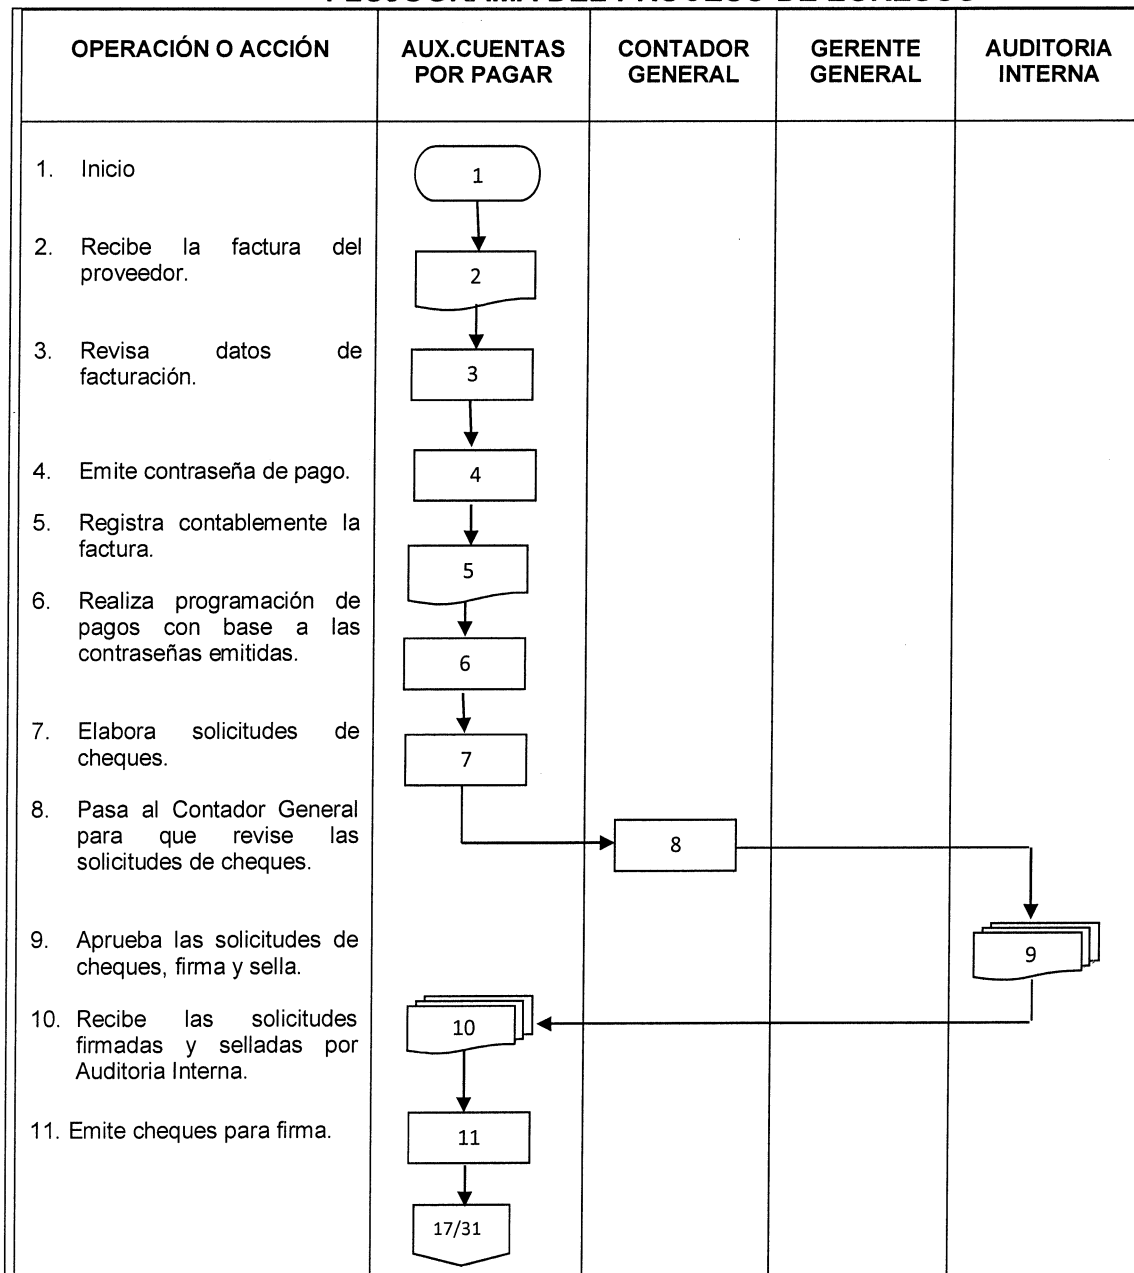 OPERACIÓN O ACCIÓN
AUX.CUENTAS
POR PAGAR
CONTADOR
GENERAL
GERENTE
GENERAL
AUDITORIA
INTERNA
1. Inicio
2. Recibe la factura del
proveedor.
3. Revisa datos de
facturación.
4. Emite contraseña de pago.
5. Registra contablemente la
factura.
6. Realiza programación de
pagos con base a las
contraseñas emitidas.
7. Elabora solicitudes de
cheques.
8. Pasa al Contador General
para que revise las
solicitudes de cheques.
9. Aprueba las solicitudes de
cheques, firma y sella.
10. Recibe las solicitudes
firmadas y selladas por
Auditoria Interna.
11. Emite cheques para firma.
1
2
3
4
5
6
7
8
9
10
11
17/31